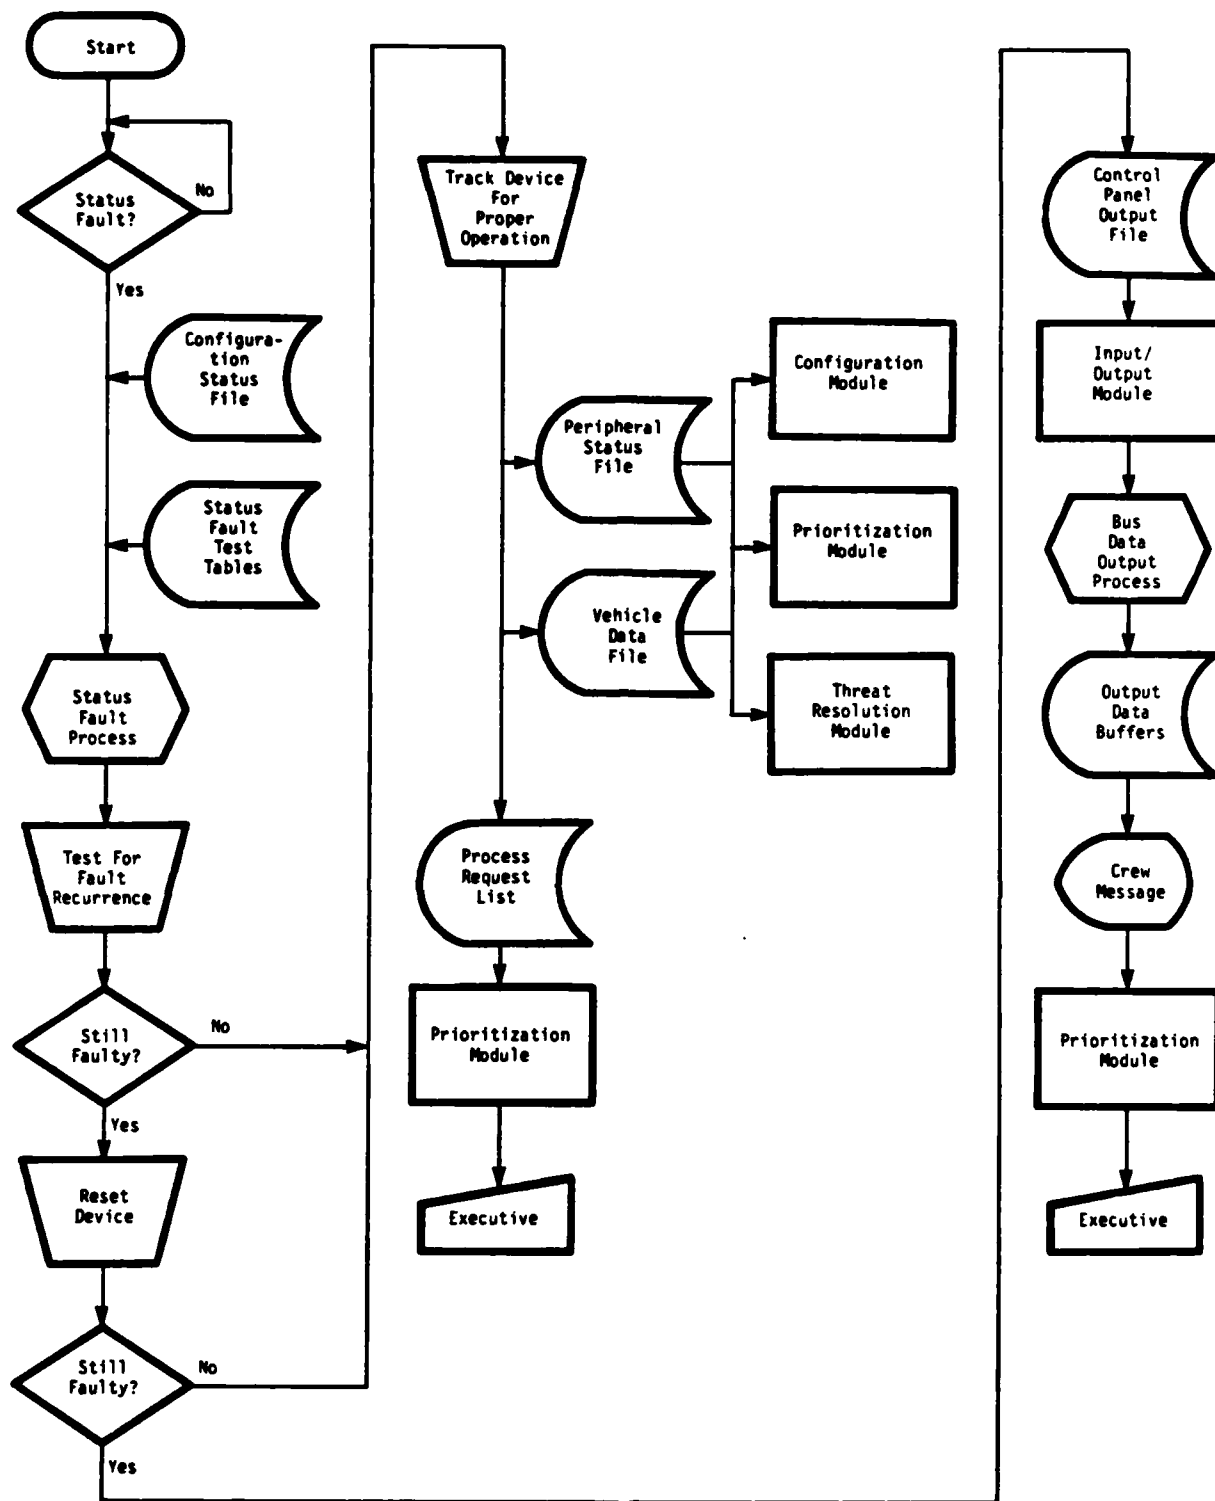 Start
Status
Fault?
No
Yes
Configura-
tion
Status
File
Status
Fault
Test
Tables
Status
Fault
Process
Test For
Fault
Recurrence
Still
Faulty?
No
Yes
Reset
Device
Still
Faulty?
No
Yes
Track Device
For
Proper
Operation
Peripheral
Status
File
Vehicle
Data
File
Configuration
Module
Prioritization
Module
Threat
Resolution
Module
Process
Request
List
Prioritization
Module
Executive
Control
Panel
Output
File
Input/
Output
Module
Bus
Data
Output
Process
Output
Data
Buffers
Crew
Message
Prioritization
Module
Executive